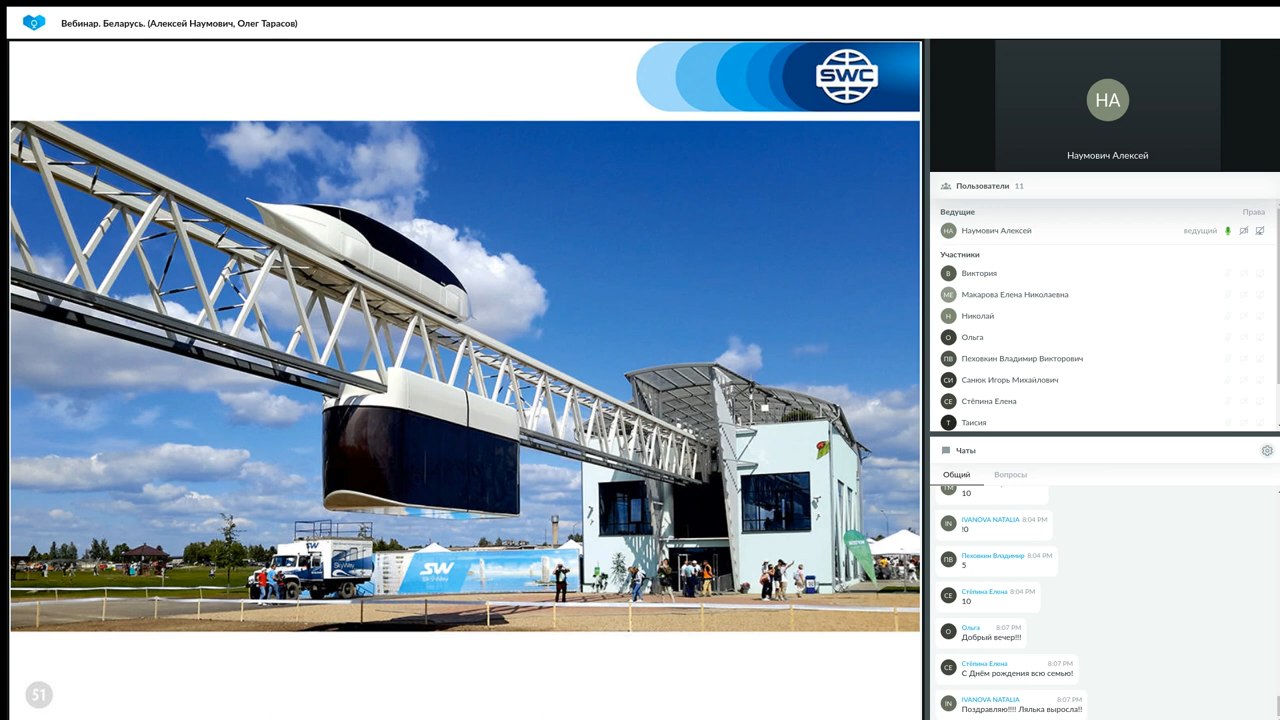 Вебинар. Беларусь. (Алексей Наумович, Олег Тарасов)
SWC
SW
SkyWay
SW
SkyWay
51
НА
Наумович Алексей
Пользователи 11
Ведущие Права
НА Наумович Алексей ведущий
Участники
В Виктория
МЕ Макарова Елена Николаевна
Н Николай
О Ольга
ПВ Пеховкин Владимир Викторович
СИ Санюк Игорь Михайлович
СЕ Стёпина Елена
Т Таисия
Чаты
Общий Вопросы
10
IN IVANOVA NATALIA 8:04 PM
!0
ПВ Пеховкин Владимир 8:04 PM
5
СЕ Стёпина Елена 8:04 PM
10
О Ольга 8:07 PM
Добрый вечер!!!
СЕ Стёпина Елена 8:07 PM
С Днём рождения всю семью!
IN IVANOVA NATALIA 8:07 PM
Поздравляю!!!! Лялька выросла!!